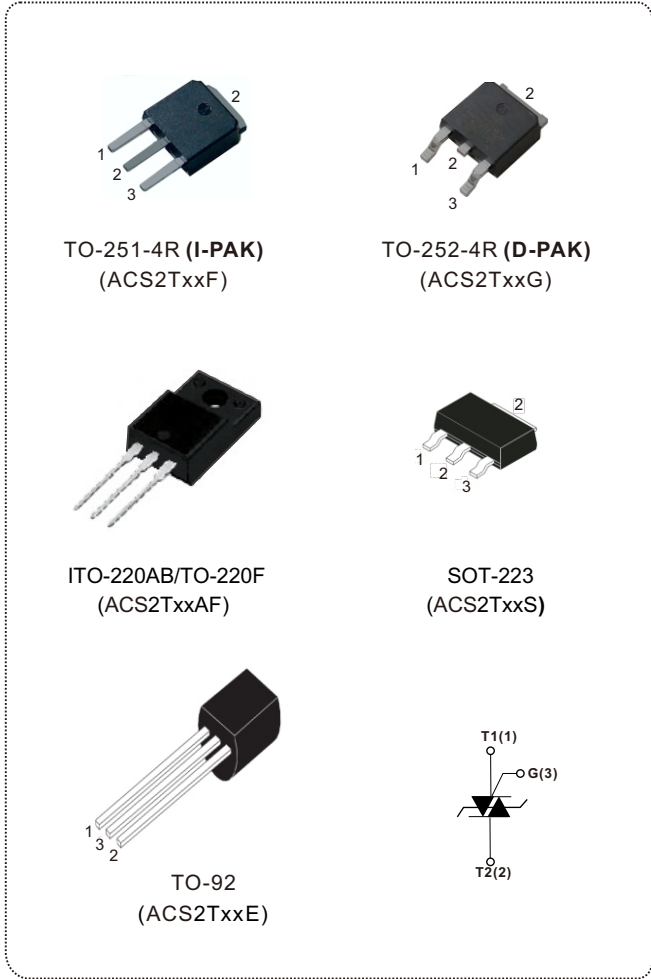 2
1
2
3
TO-251-4R (I-PAK)
(ACS2TxxF)
2
1
2
3
TO-252-4R (D-PAK)
(ACS2TxxG)
ITO-220AB/TO-220F
(ACS2TxxAF)
2
1
2
3
SOT-223
(ACS2TxxS)
1
3
2
TO-92
(ACS2TxxE)
T1(1)
G(3)
T2(2)